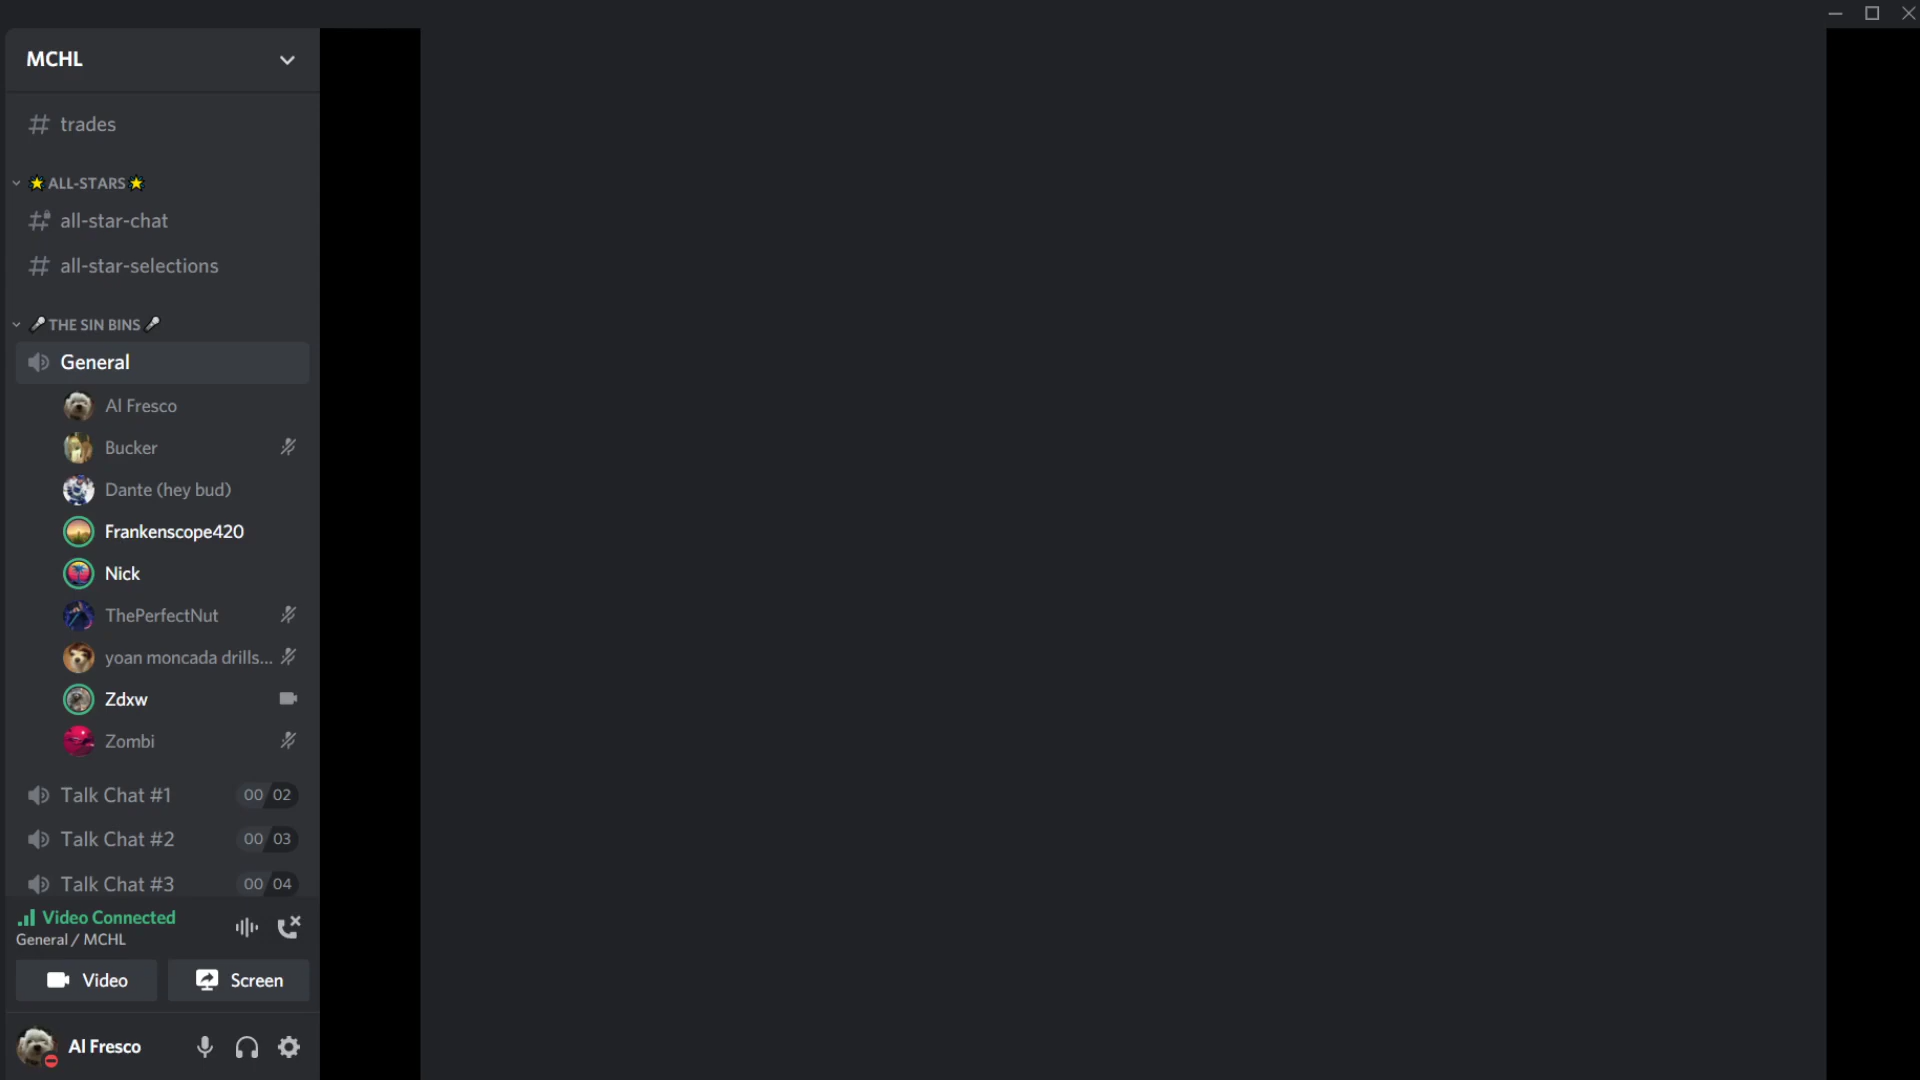 MCHL
trades
ALL-STARS
all-star-chat
all-star-selections
THE SIN BINS
General
Al Fresco
Bucker
Dante (hey bud)
Frankenscope420
Nick
ThePerfectNut
yoan moncada drills...
Zdxw
Zombi
Talk Chat #1 00 02
Talk Chat #2 00 03
Talk Chat #3 00 04
Video Connected
General / MCHL
Video Screen
Al Fresco